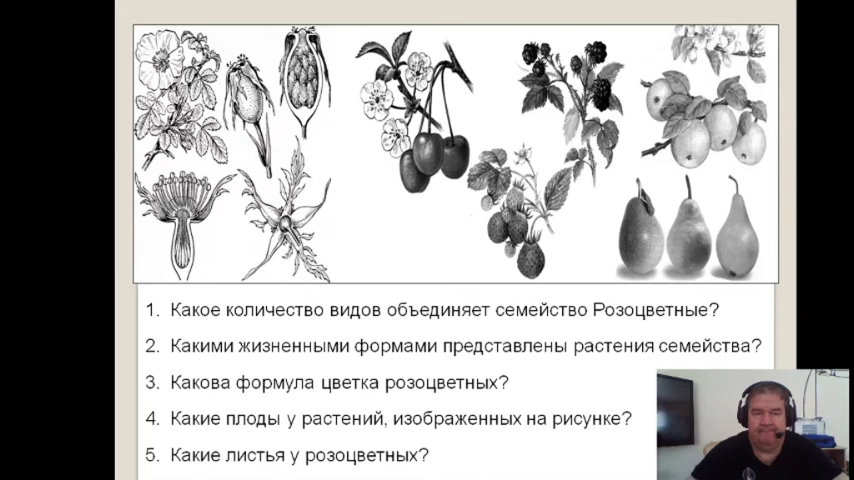 1. Какое количество видов объединяет семейство Розоцветные?
2. Какими жизненными формами представлены растения семейства?
3. Какова формула цветка розоцветных?
4. Какие плоды у растений, изображенных на рисунке?
5. Какие листья у розоцветных?